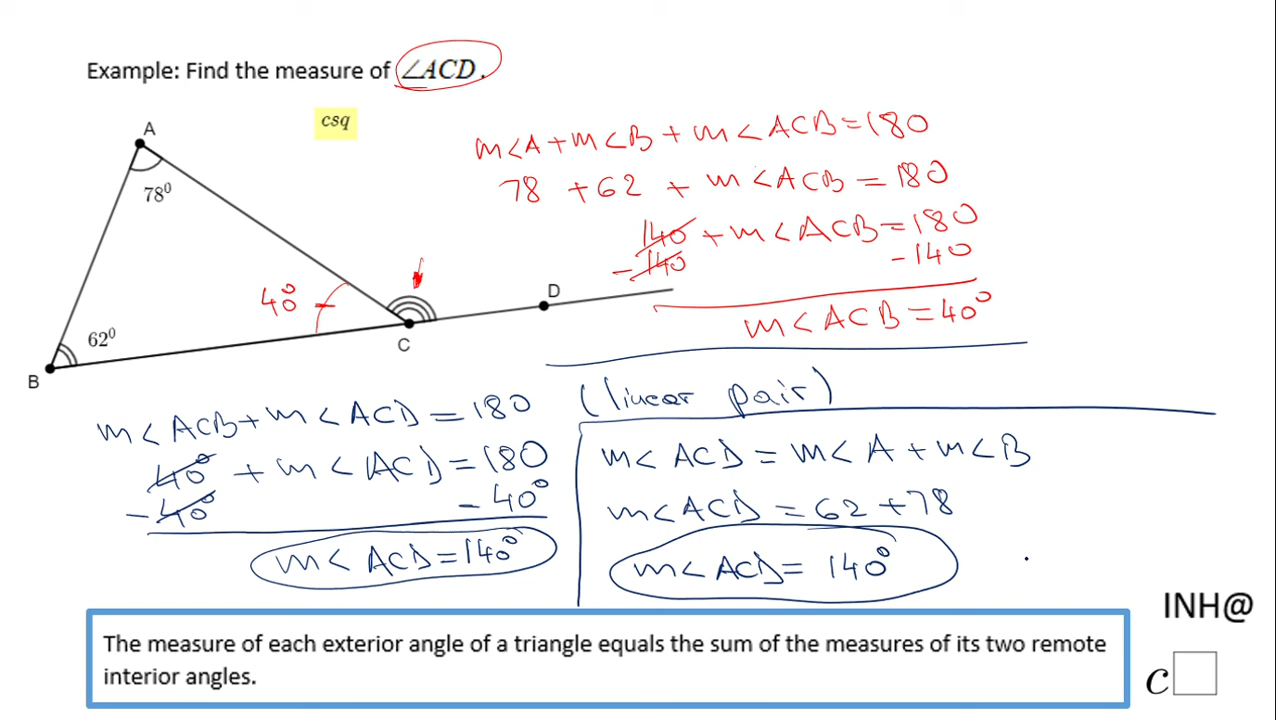 Example: Find the measure of ∠ACD.
csq
A
78⁰
62⁰
40°
B
C
D
m<A+m<B+m<ACB=180
78 +62 + m<ACB=180
140 +m<ACB=180
-140 -140
m<ACB=40°
(linear pair)
m<ACB+m<ACD=180
40° +m<ACD=180
-40° -40°
m<ACD=140°
m<ACD=m<A+m<B
m<ACD=62+78
m<ACD=140°
The measure of each exterior angle of a triangle equals the sum of the measures of its two remote
interior angles.
INH@
c